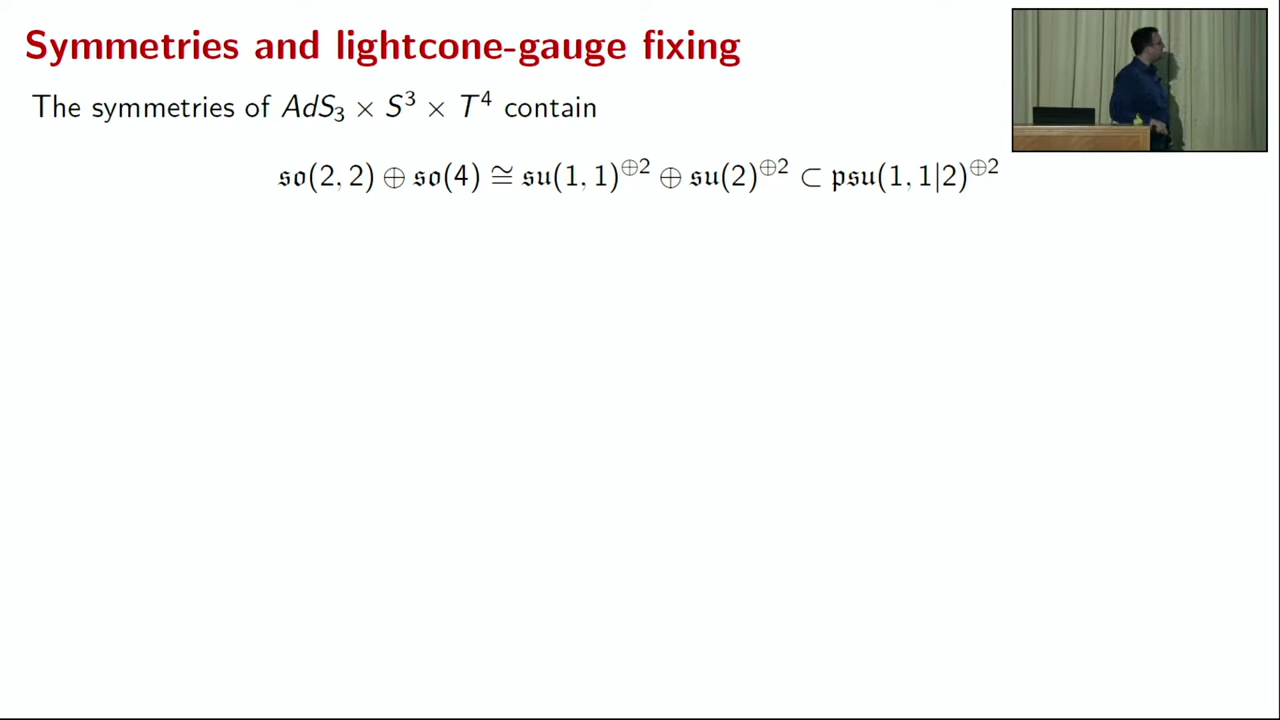 Symmetries and lightcone-gauge fixing
The symmetries of AdS₃ × S³ × T⁴ contain
𝔰𝔬(2, 2) ⊕ 𝔰𝔬(4) ≅ 𝔰𝔲(1, 1)^{⊕2} ⊕ 𝔰𝔲(2)^{⊕2} ⊂ 𝔭𝔰𝔲(1, 1|2)^{⊕2}